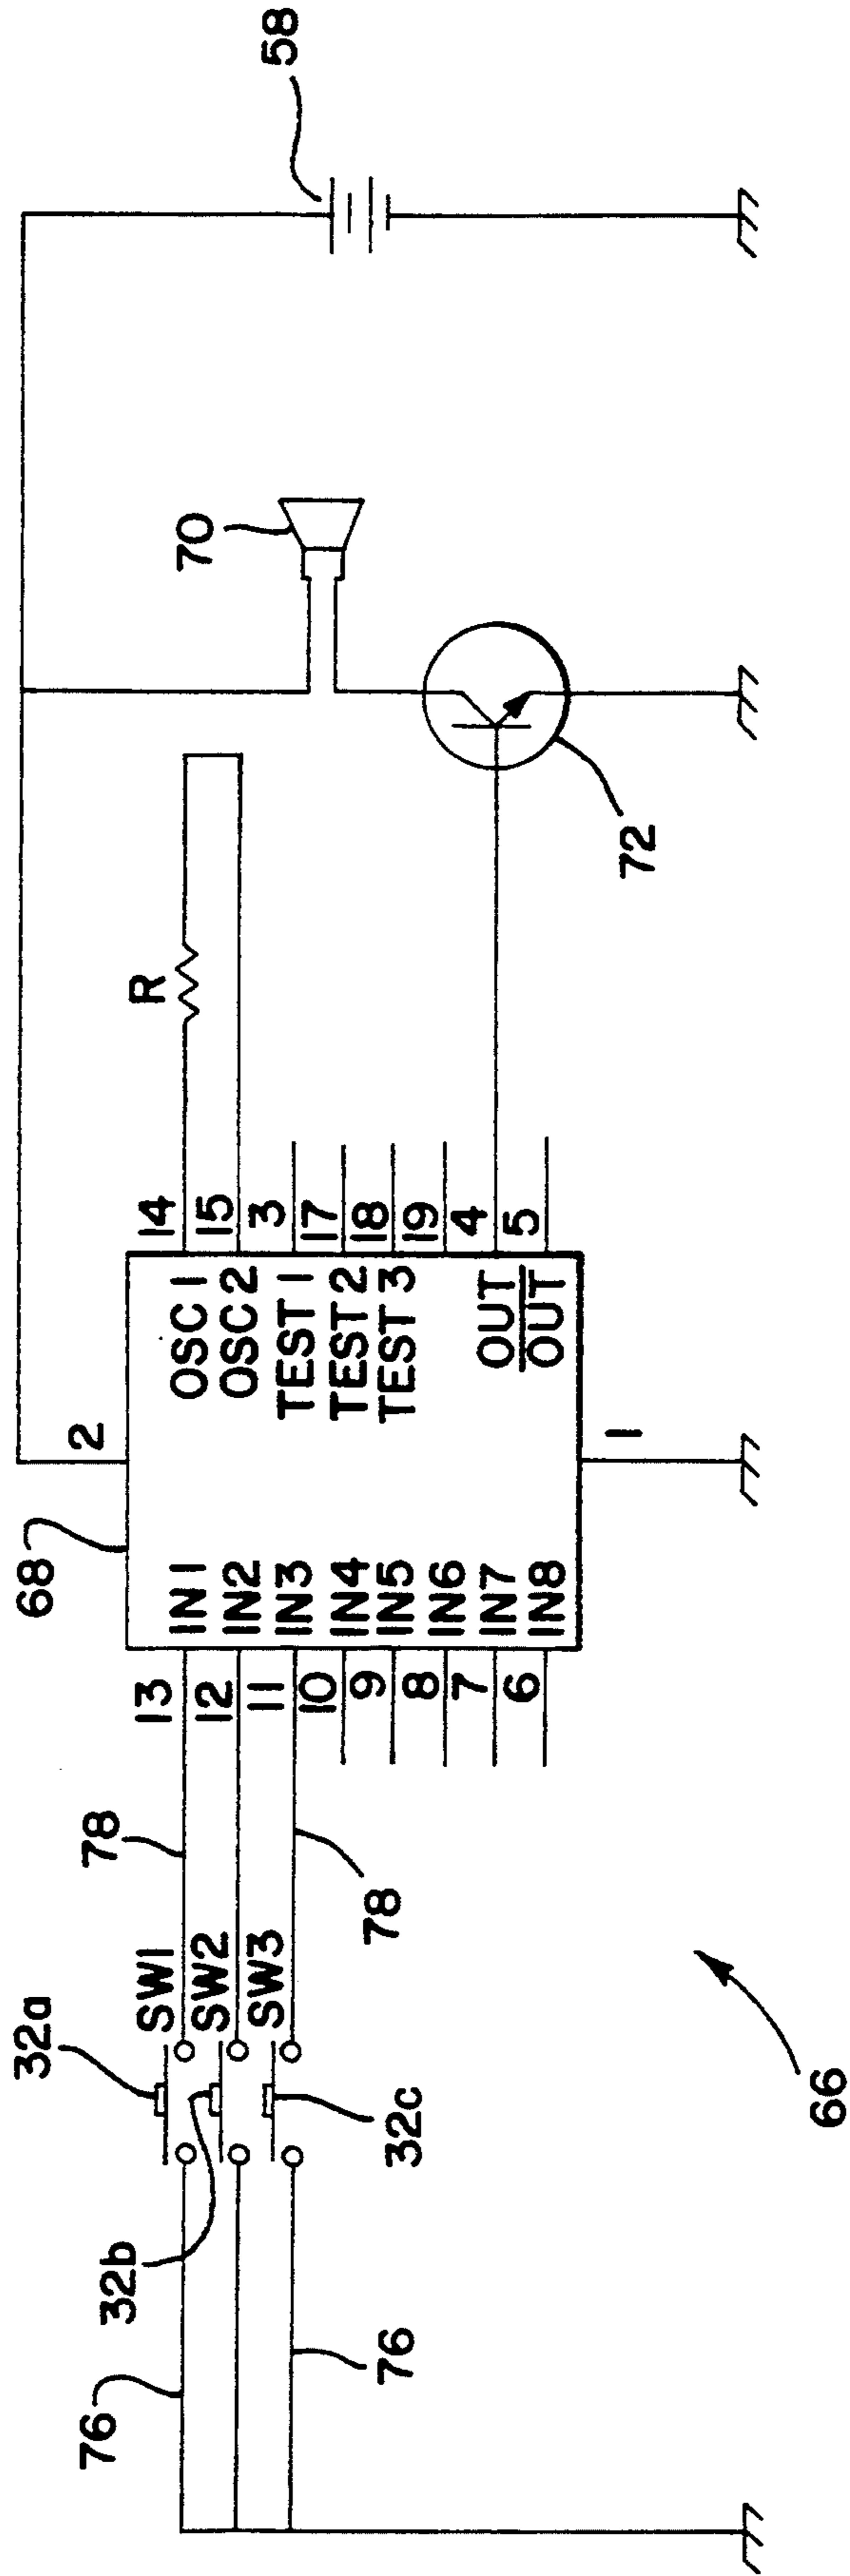 58
70
R
72
68
2
14
15
3
17
18
19
4
5
OSC 1
OSC 2
TEST 1
TEST 2
TEST 3
OUT
OUT
1
IN1
IN2
IN3
IN4
IN5
IN6
IN7
IN8
13
12
11
10
9
8
7
6
78
78
SW1
SW2
SW3
32a
32b
32c
76
76
66